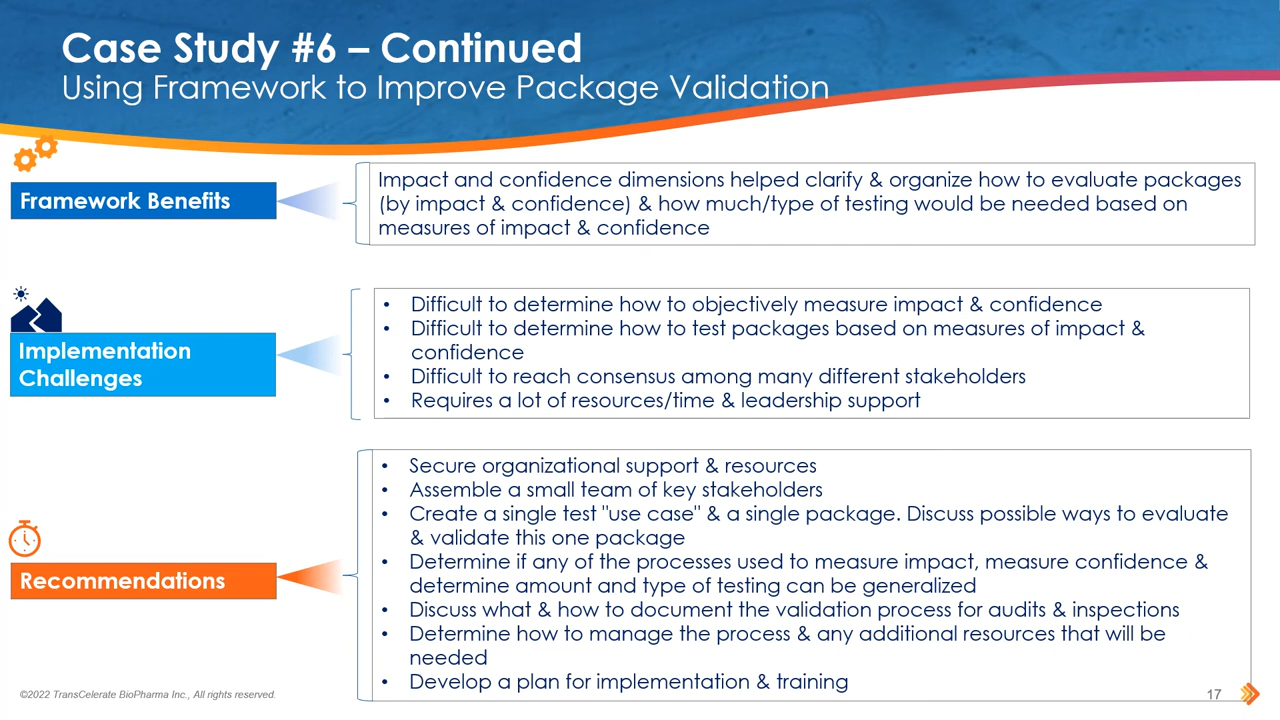 Case Study #6 – Continued
Using Framework to Improve Package Validation
Framework Benefits
Impact and confidence dimensions helped clarify & organize how to evaluate packages
(by impact & confidence) & how much/type of testing would be needed based on
measures of impact & confidence
Implementation
Challenges
• Difficult to determine how to objectively measure impact & confidence
• Difficult to determine how to test packages based on measures of impact &
confidence
• Difficult to reach consensus among many different stakeholders
• Requires a lot of resources/time & leadership support
Recommendations
• Secure organizational support & resources
• Assemble a small team of key stakeholders
• Create a single test "use case" & a single package. Discuss possible ways to evaluate
& validate this one package
• Determine if any of the processes used to measure impact, measure confidence &
determine amount and type of testing can be generalized
• Discuss what & how to document the validation process for audits & inspections
• Determine how to manage the process & any additional resources that will be
needed
• Develop a plan for implementation & training
©2022 TransCelerate BioPharma Inc., All rights reserved.
17